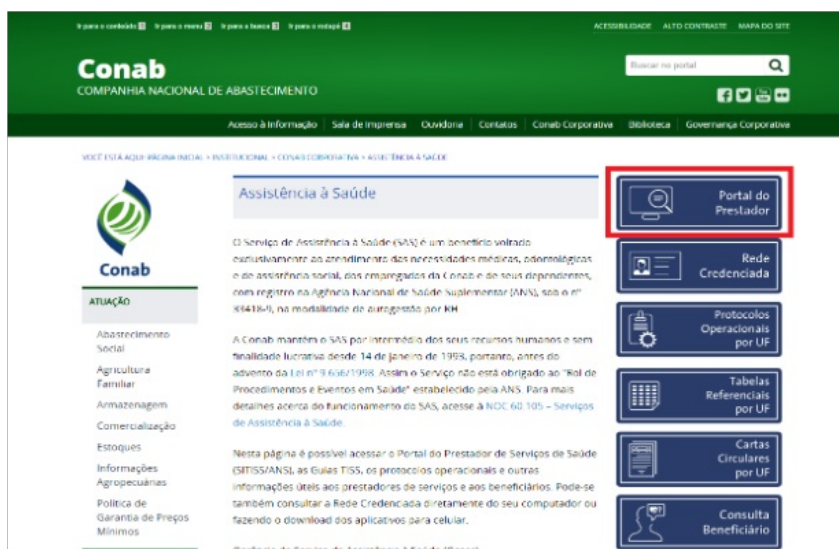 Ir para o conteúdo 1 Ir para o menu 2 Ir para a busca 3 Ir para o rodapé 4
ACESSIBILIDADE ALTO CONTRASTE MAPA DO SITE
Conab
COMPANHIA NACIONAL DE ABASTECIMENTO
Buscar no portal
Acesso à Informação Sala de Imprensa Ouvidoria Contatos Conab Corporativa Biblioteca Governança Corporativa
VOCÊ ESTÁ AQUI: PÁGINA INICIAL > INSTITUCIONAL > CONAB CORPORATIVA > ASSISTÊNCIA À SAÚDE
Conab
ATUAÇÃO
Abastecimento
Social
Agricultura
Familiar
Armazenagem
Comercialização
Estoques
Informações
Agropecuárias
Política de
Garantia de Preços
Mínimos
Assistência à Saúde
O Serviço de Assistência à Saúde (SAS) é um benefício voltado
exclusivamente ao atendimento das necessidades médicas, odontológicas
e de assistência social, dos empregados da Conab e de seus dependentes,
com registro na Agência Nacional de Saúde Suplementar (ANS), sob o nº
33418-9, na modalidade de autogestão por RH
A Conab mantém o SAS por intermédio dos seus recursos humanos e sem
finalidade lucrativa desde 14 de janeiro de 1993, portanto, antes do
advento da Lei nº 9.656/1998. Assim o Serviço não está obrigado ao "Rol de
Procedimentos e Eventos em Saúde" estabelecido pela ANS. Para mais
detalhes acerca do funcionamento do SAS, acesse à NOC 60.105 – Serviços
de Assistência à Saúde.
Nesta página é possível acessar o Portal do Prestador de Serviços de Saúde
(SITISS/ANS), as Guias TISS, os protocolos operacionais e outras
informações úteis aos prestadores de serviços e aos beneficiários. Pode-se
também consultar a Rede Credenciada diretamente do seu computador ou
fazendo o download dos aplicativos para celular.
Portal do
Prestador
Rede
Credenciada
Protocolos
Operacionais
por UF
Tabelas
Referenciais
por UF
Cartas
Circulares
por UF
Consulta
Beneficiário